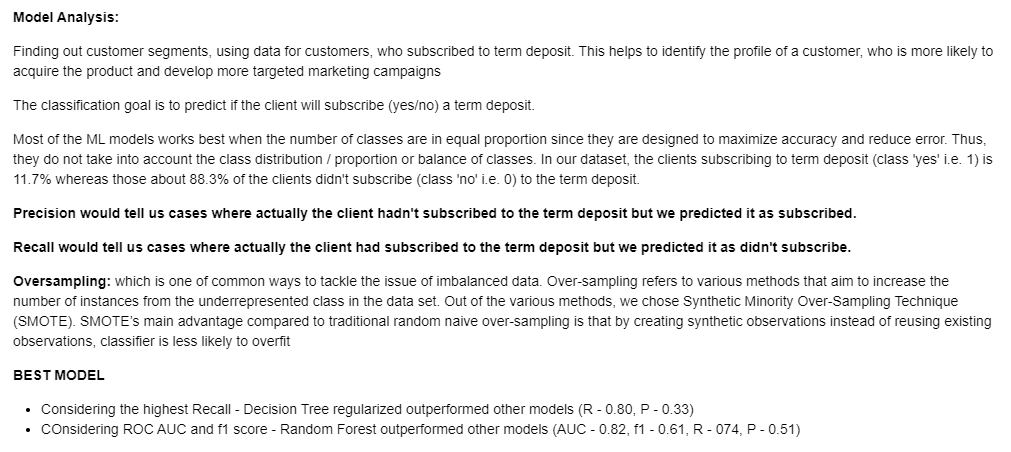 Model Analysis:
Finding out customer segments, using data for customers, who subscribed to term deposit. This helps to identify the profile of a customer, who is more likely to
acquire the product and develop more targeted marketing campaigns
The classification goal is to predict if the client will subscribe (yes/no) a term deposit.
Most of the ML models works best when the number of classes are in equal proportion since they are designed to maximize accuracy and reduce error. Thus,
they do not take into account the class distribution / proportion or balance of classes. In our dataset, the clients subscribing to term deposit (class 'yes' i.e. 1) is
11.7% whereas those about 88.3% of the clients didn't subscribe (class 'no' i.e. 0) to the term deposit.
Precision would tell us cases where actually the client hadn't subscribed to the term deposit but we predicted it as subscribed.
Recall would tell us cases where actually the client had subscribed to the term deposit but we predicted it as didn't subscribe.
Oversampling: which is one of common ways to tackle the issue of imbalanced data. Over-sampling refers to various methods that aim to increase the
number of instances from the underrepresented class in the data set. Out of the various methods, we chose Synthetic Minority Over-Sampling Technique
(SMOTE). SMOTE's main advantage compared to traditional random naive over-sampling is that by creating synthetic observations instead of reusing existing
observations, classifier is less likely to overfit
BEST MODEL
• Considering the highest Recall - Decision Tree regularized outperformed other models (R - 0.80, P - 0.33)
• COnsidering ROC AUC and f1 score - Random Forest outperformed other models (AUC - 0.82, f1 - 0.61, R - 074, P - 0.51)